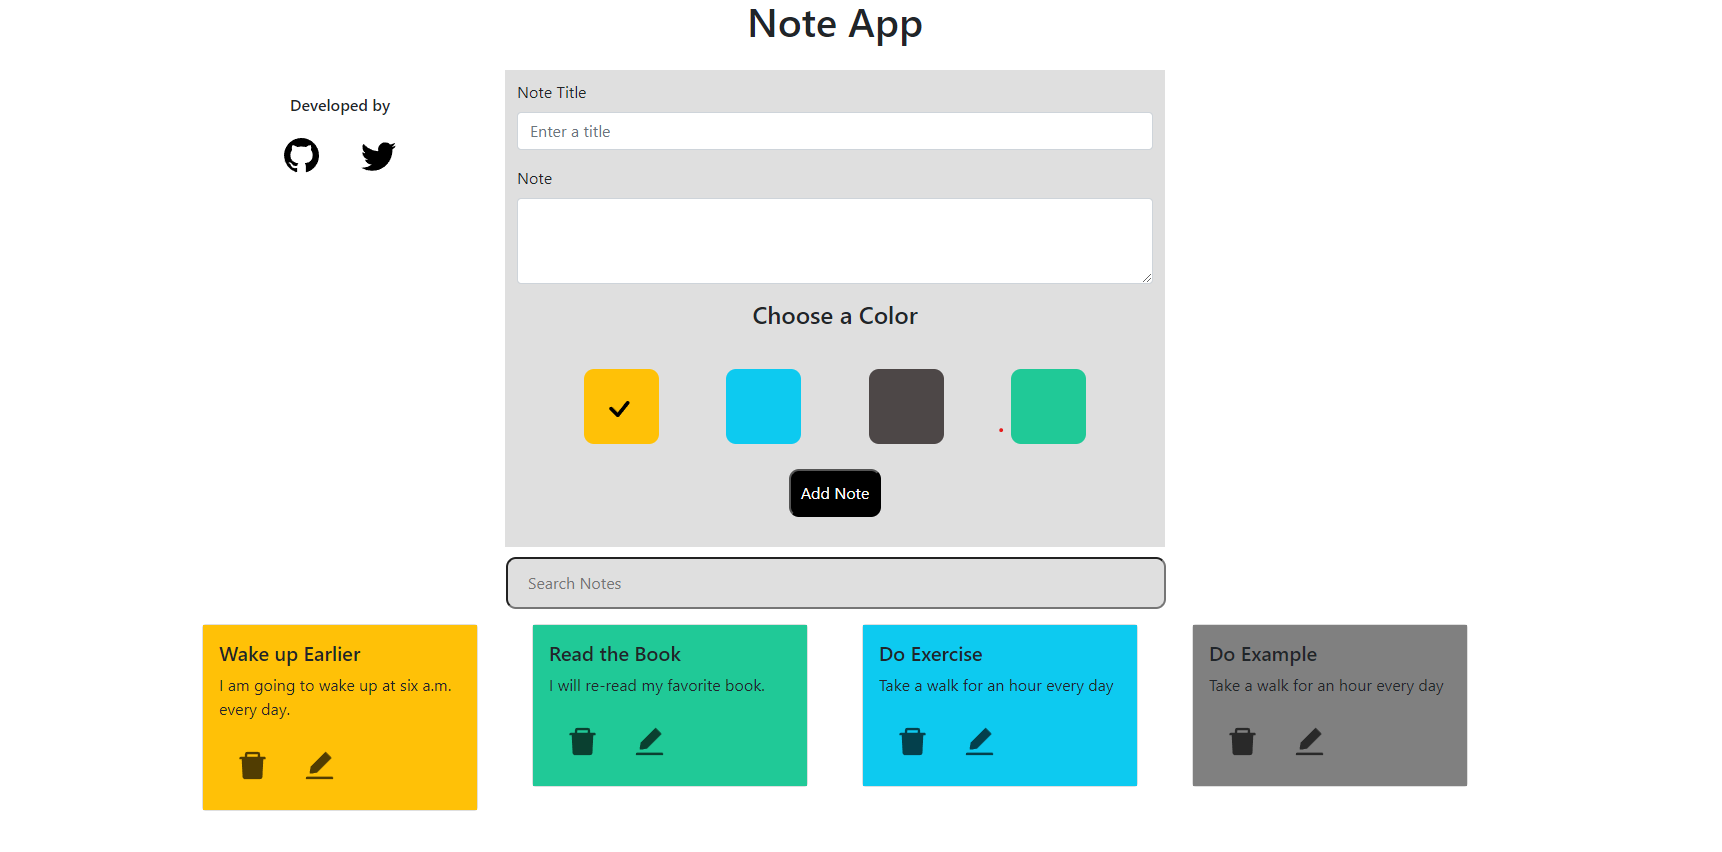 Note App
Developed by
Note Title
Enter a title
Note
Choose a Color
Add Note
Search Notes
Wake up Earlier
I am going to wake up at six a.m.
every day.
Read the Book
I will re-read my favorite book.
Do Exercise
Take a walk for an hour every day
Do Example
Take a walk for an hour every day